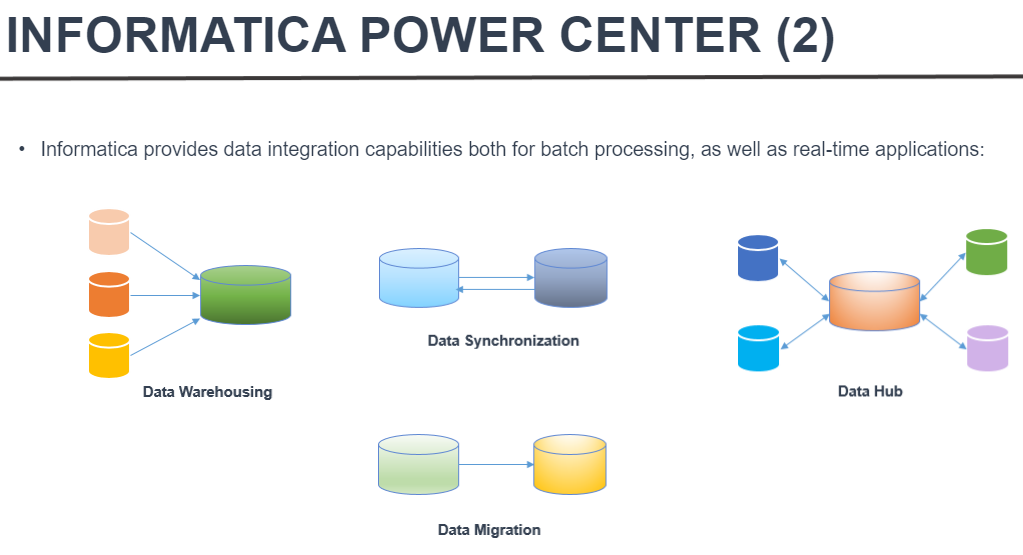 INFORMATICA POWER CENTER (2)
• Informatica provides data integration capabilities both for batch processing, as well as real-time applications:
Data Warehousing
Data Synchronization
Data Hub
Data Migration